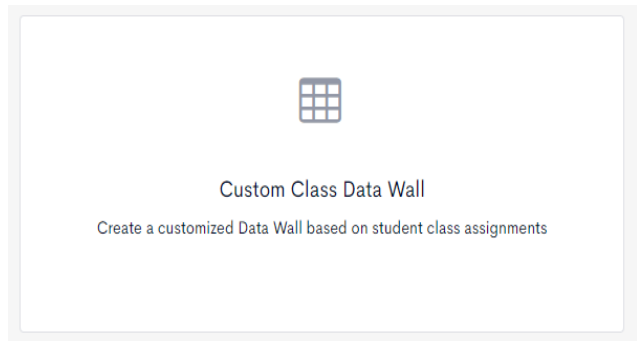 Custom Class Data Wall
Create a customized Data Wall based on student class assignments